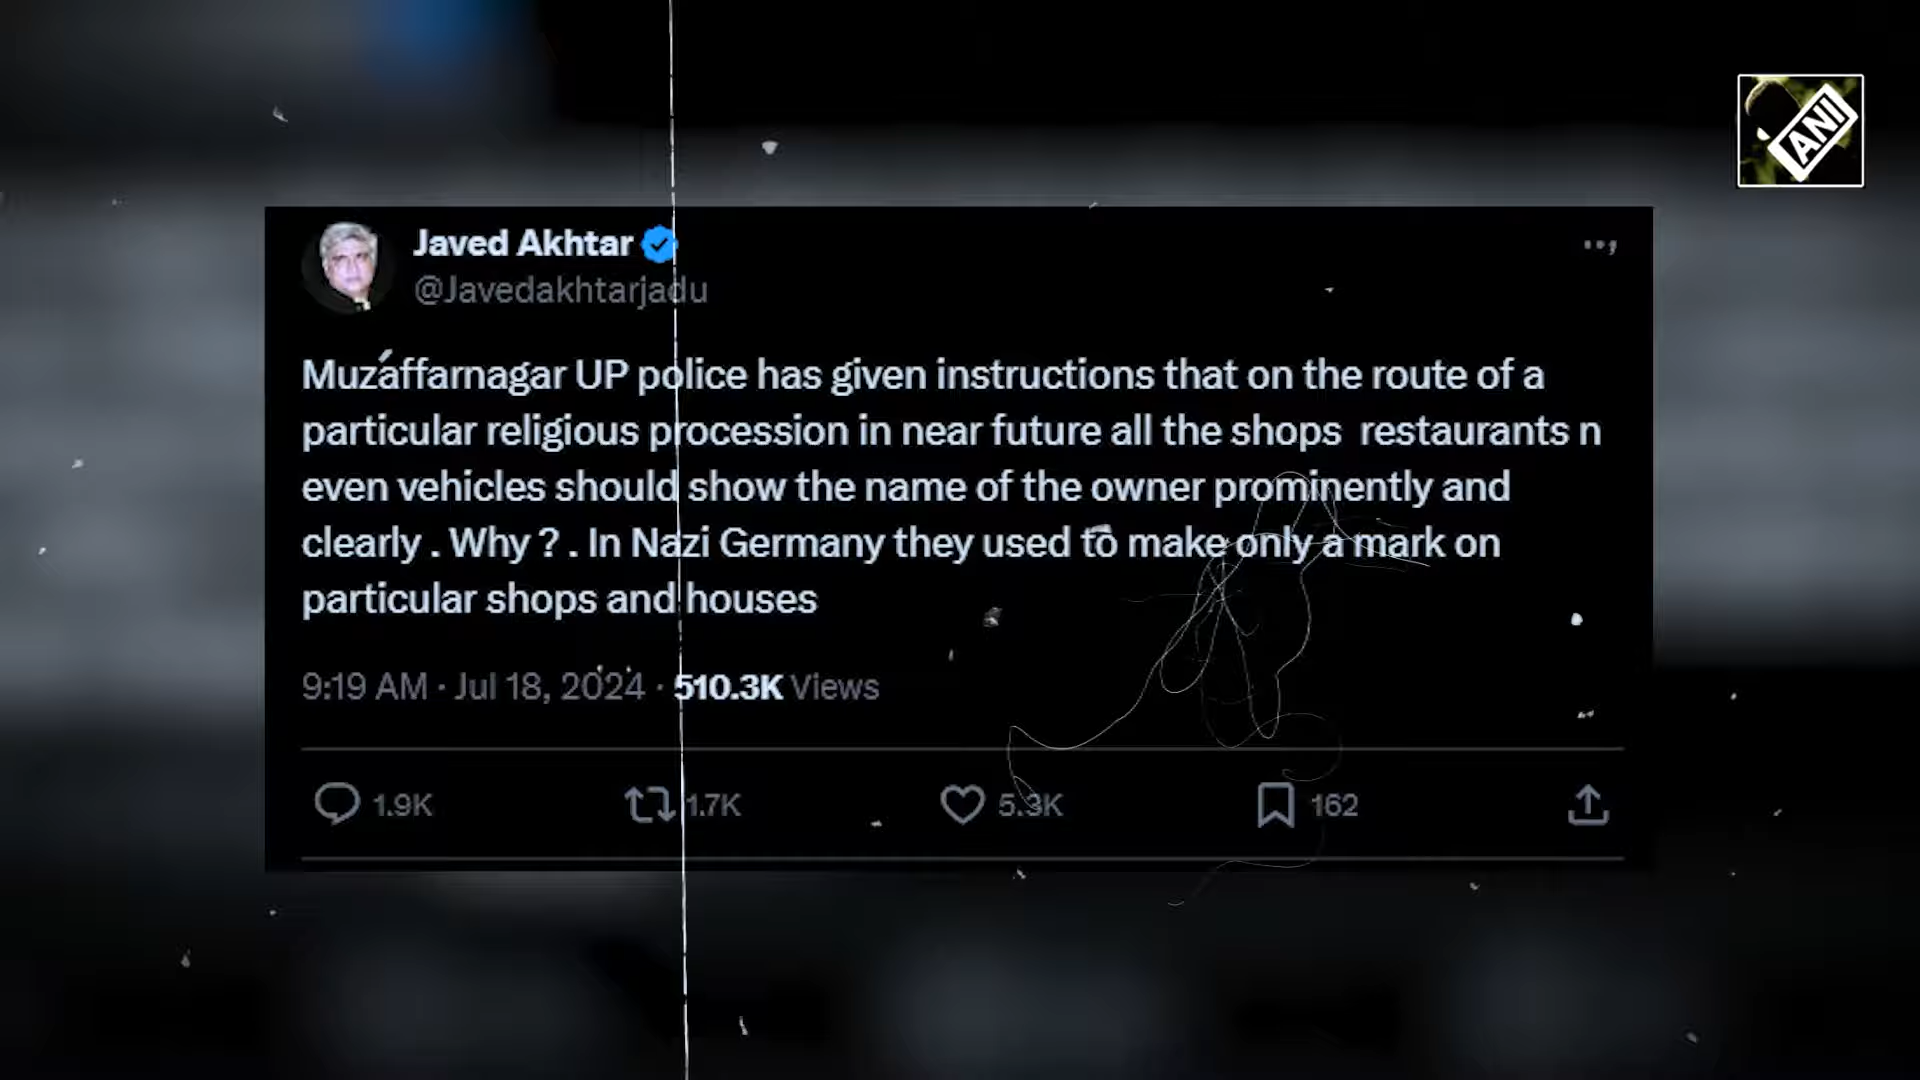 ANI
Javed Akhtar
@Javedakhtarjadu
Muzaffarnagar UP police has given instructions that on the route of a
particular religious procession in near future all the shops restaurants n
even vehicles should show the name of the owner prominently and
clearly . Why ? . In Nazi Germany they used to make only a mark on
particular shops and houses
9:19 AM · Jul 18, 2024 · 510.3K Views
1.9K 1.7K 5.3K 162